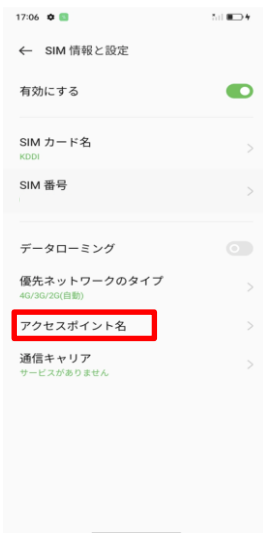 17:06
← SIM 情報と設定
有効にする
SIM カード名
KDDI
SIM 番号
データローミング
優先ネットワークのタイプ
4G/3G/2G(自動)
アクセスポイント名
通信キャリア
サービスがありません